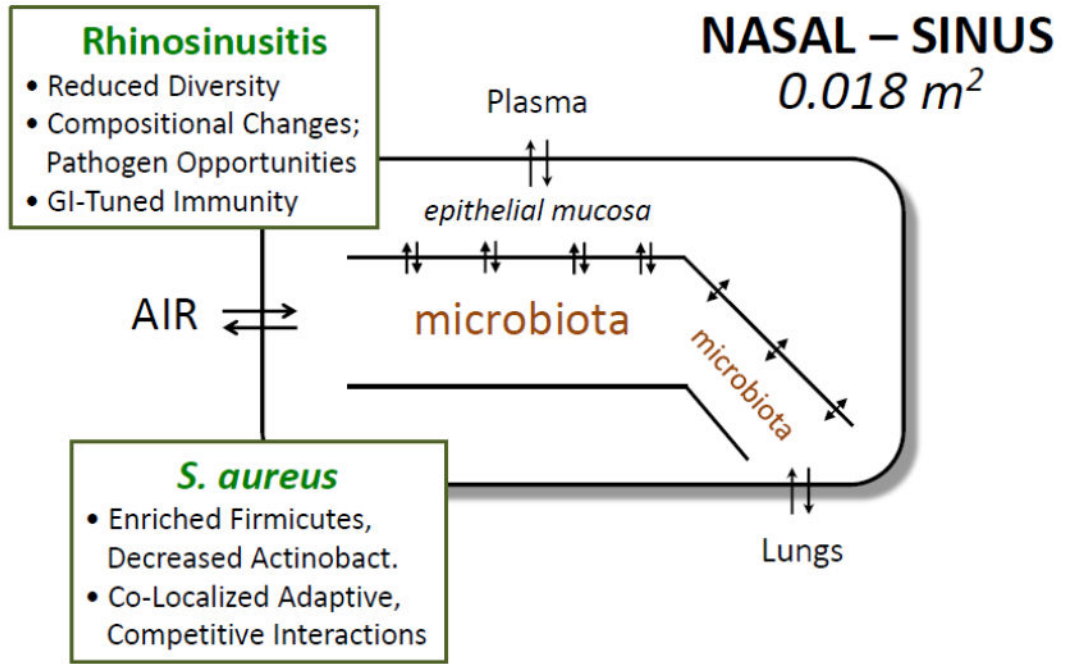 Rhinosinusitis
• Reduced Diversity
• Compositional Changes;
Pathogen Opportunities
• GI-Tuned Immunity
NASAL – SINUS
0.018 m²
Plasma
epithelial mucosa
AIR
microbiota
microbiota
S. aureus
• Enriched Firmicutes,
Decreased Actinobact.
• Co-Localized Adaptive,
Competitive Interactions
Lungs